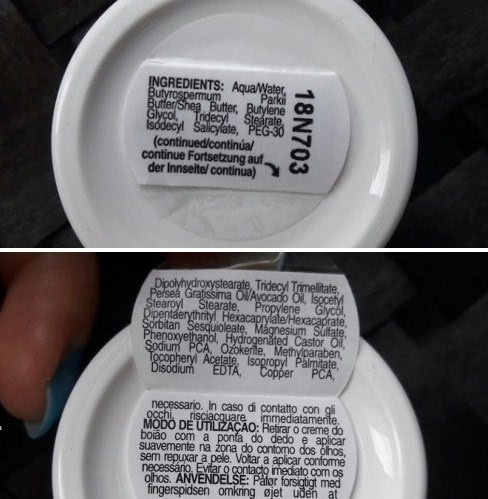 INGREDIENTS: Aqua/Water,
Butyrospermum Parkii
Butter/Shea Butter, Butylene
Glycol, Tridecyl Stearate,
Isodecyl Salicylate, PEG-30
(continued/continúa/
continue Fortsetzung auf
der Innseite/ continua)
18N703
Dipolyhydroxystearate, Tridecyl Trimellitate,
Persea Gratissima Oil/Avocado Oil, Isocetyl
Stearoyl Stearate, Propylene Glycol,
Dipentaerythrityl Hexacaprylate/Hexacaprate,
Sorbitan Sesquioleate, Magnesium Sulfate,
Phenoxyethanol, Hydrogenated Castor Oil,
Sodium PCA, Ozokerite, Methylparaben,
Tocopheryl Acetate, Isopropyl Palmitate,
Disodium EDTA, Copper PCA,
necessario. In caso di contatto con gli
occhi, risciacquare immediatamente.
MODO DE UTILIZAÇAO: Retirar o creme do
boião com a ponta do dedo e aplicar
suavemente na zona do contorno dos olhos,
sem repuxar a pele. Voltar a aplicar conforme
necessário. Evitar o contacto imediato com os
olhos. ANVENDELSE: Påfør forsigtigt med
fingerspidsen omkring øjet uden at